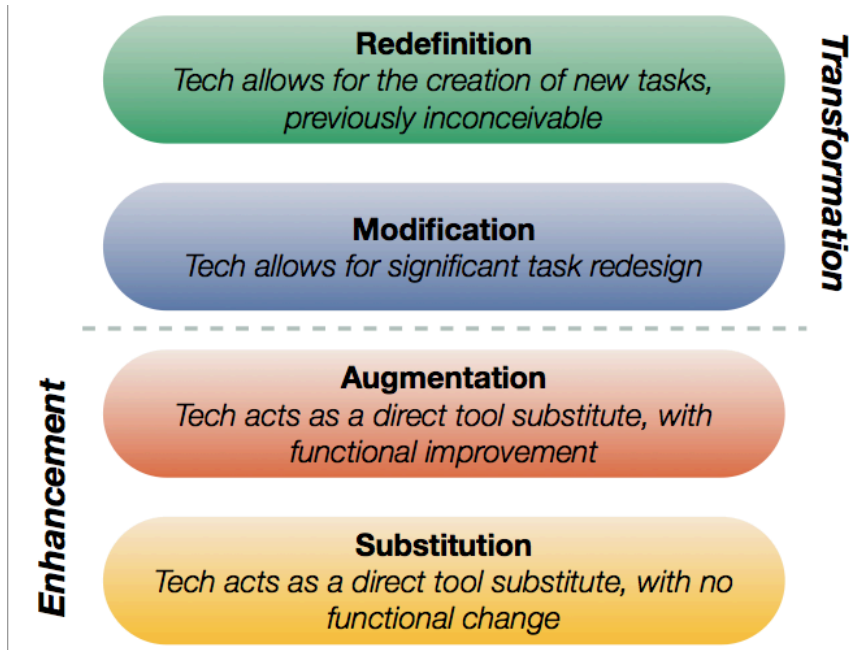 Redefinition
Tech allows for the creation of new tasks,
previously inconceivable
Transformation
Modification
Tech allows for significant task redesign
Augmentation
Tech acts as a direct tool substitute, with
functional improvement
Enhancement
Substitution
Tech acts as a direct tool substitute, with no
functional change